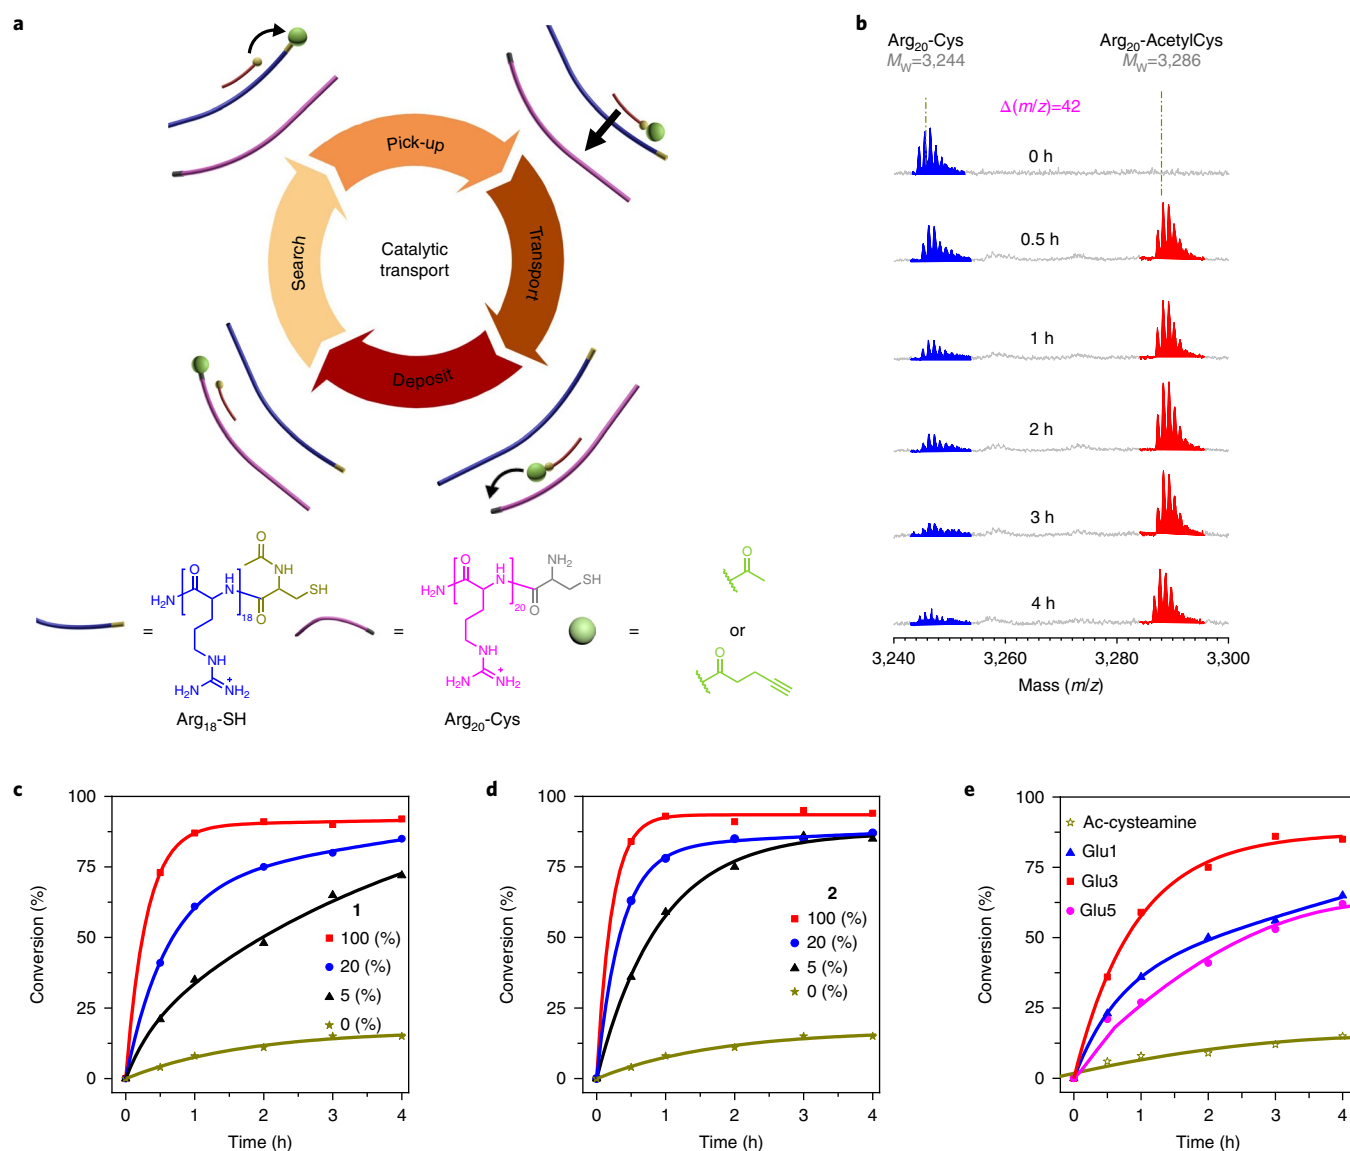 a
Pick-up
Transport
Deposit
Search
Catalytic
transport
O
NH
O
H
N
H2N
18
O
SH
NH
+
H2N NH2
=
Arg18-SH
O
H
N
H2N
20
NH2
SH
O
NH
+
H2N NH2
=
Arg20-Cys
=
O
or
O
b
Arg20-Cys
MW=3,244
Arg20-AcetylCys
MW=3,286
Δ(m/z)=42
0 h
0.5 h
1 h
2 h
3 h
4 h
3,240 3,260 3,280 3,300
Mass (m/z)
c
Conversion (%)
100
75
50
25
0
1
100 (%)
20 (%)
5 (%)
0 (%)
0 1 2 3 4
Time (h)
d
Conversion (%)
100
75
50
25
0
2
100 (%)
20 (%)
5 (%)
0 (%)
0 1 2 3 4
Time (h)
e
Conversion (%)
100
75
50
25
0
Ac-cysteamine
Glu1
Glu3
Glu5
0 1 2 3 4
Time (h)